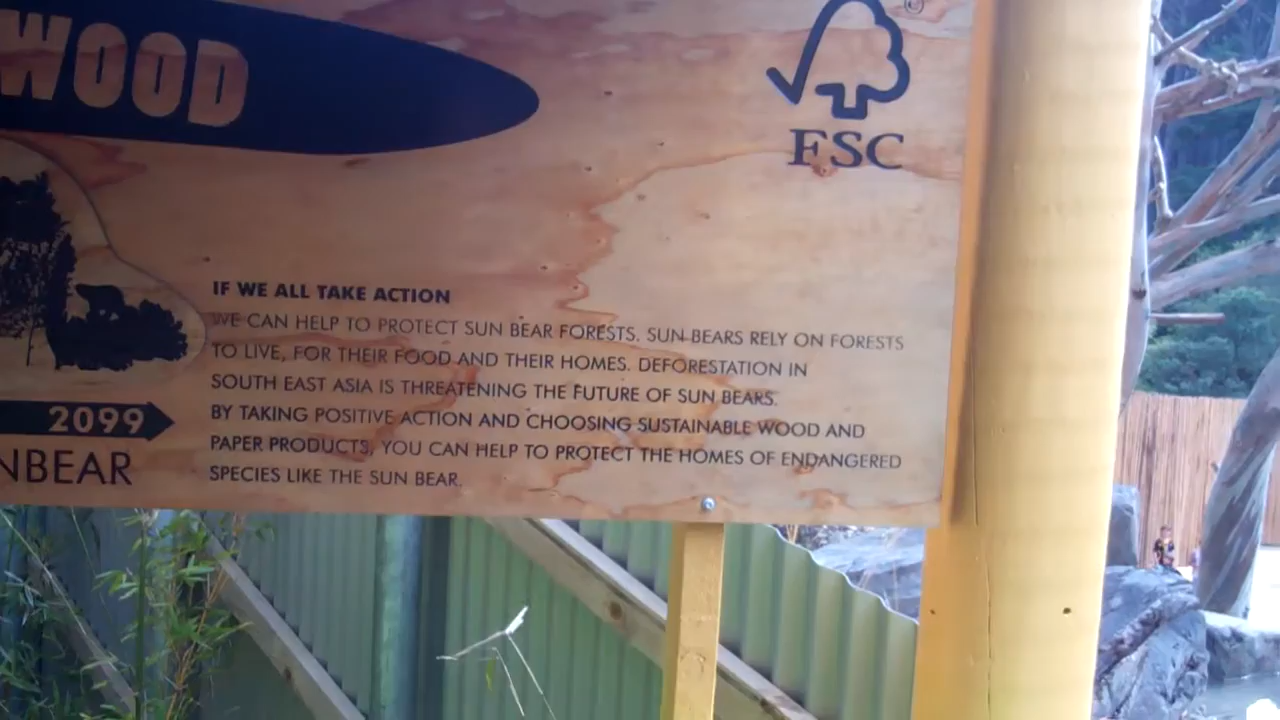 WOOD
©
FSC
IF WE ALL TAKE ACTION
WE CAN HELP TO PROTECT SUN BEAR FORESTS. SUN BEARS RELY ON FORESTS
TO LIVE, FOR THEIR FOOD AND THEIR HOMES. DEFORESTATION IN
SOUTH EAST ASIA IS THREATENING THE FUTURE OF SUN BEARS.
BY TAKING POSITIVE ACTION AND CHOOSING SUSTAINABLE WOOD AND
PAPER PRODUCTS, YOU CAN HELP TO PROTECT THE HOMES OF ENDANGERED
SPECIES LIKE THE SUN BEAR.
2099
NBEAR